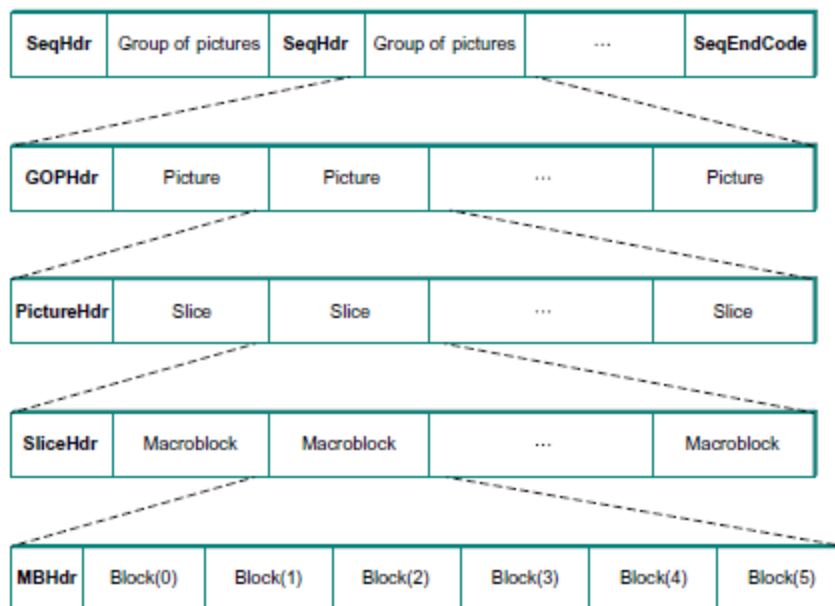 SeqHdr Group of pictures SeqHdr Group of pictures ... SeqEndCode
GOPHdr Picture Picture ... Picture
PictureHdr Slice Slice ... Slice
SliceHdr Macroblock Macroblock ... Macroblock
MBHdr Block(0) Block(1) Block(2) Block(3) Block(4) Block(5)